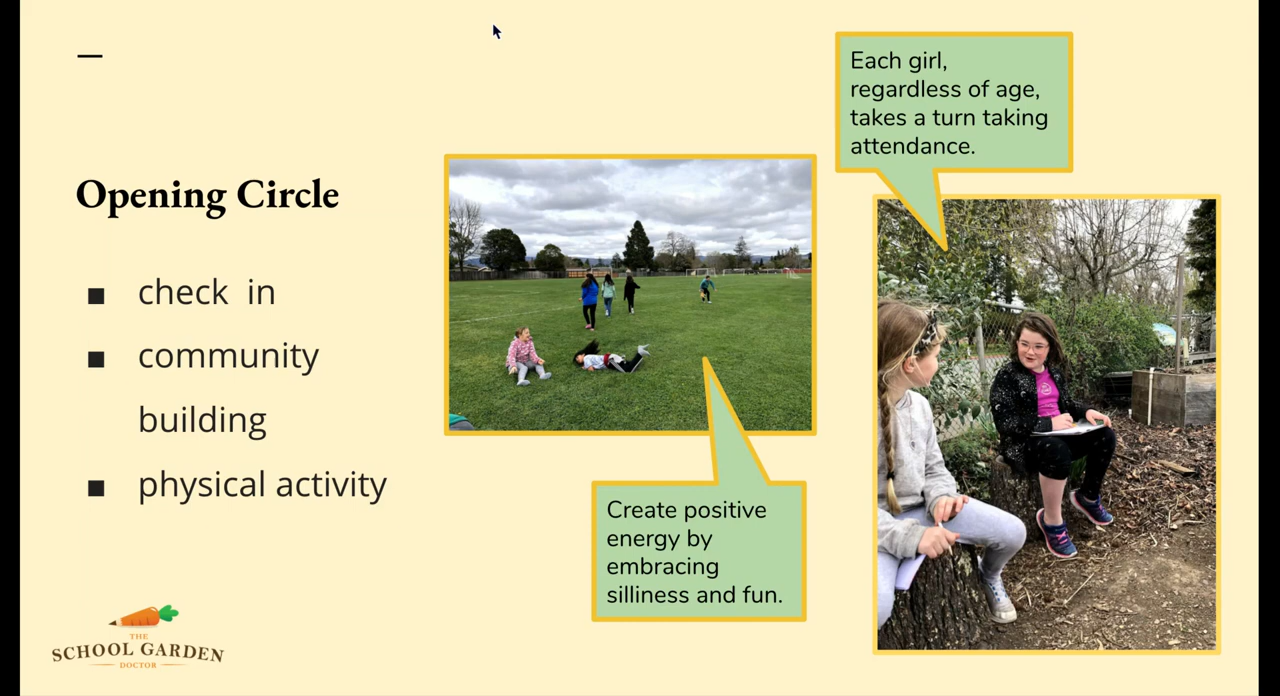 Opening Circle
■ check in
■ community
building
■ physical activity
Each girl,
regardless of age,
takes a turn taking
attendance.
Create positive
energy by
embracing
silliness and fun.
THE
SCHOOL GARDEN
DOCTOR